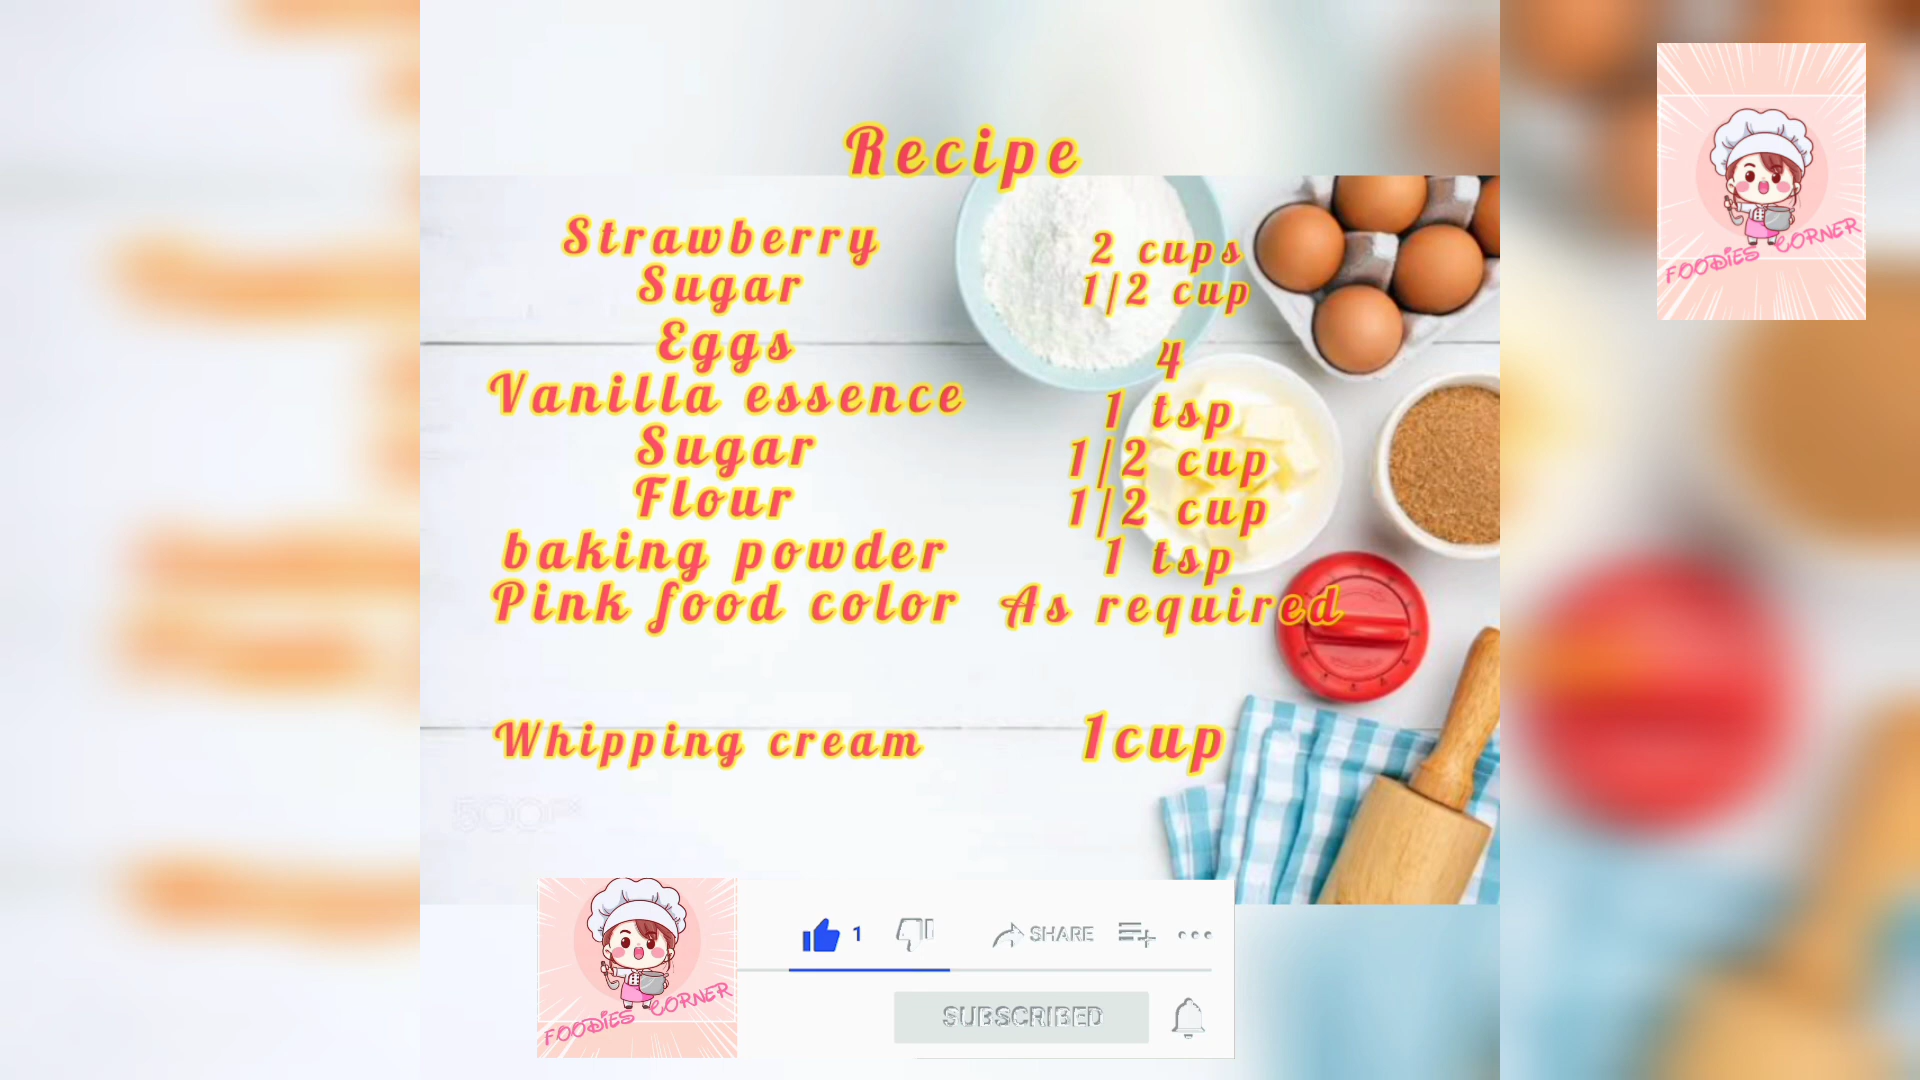 Recipe
Strawberry 2 cups
Sugar 1/2 cup
Eggs 4
Vanilla essence 1 tsp
Sugar 1/2 cup
Flour 1/2 cup
baking powder 1 tsp
Pink food color As required
Whipping cream 1cup
FOODIES CORNER
1 SHARE
SUBSCRIBED
FOODIES CORNER